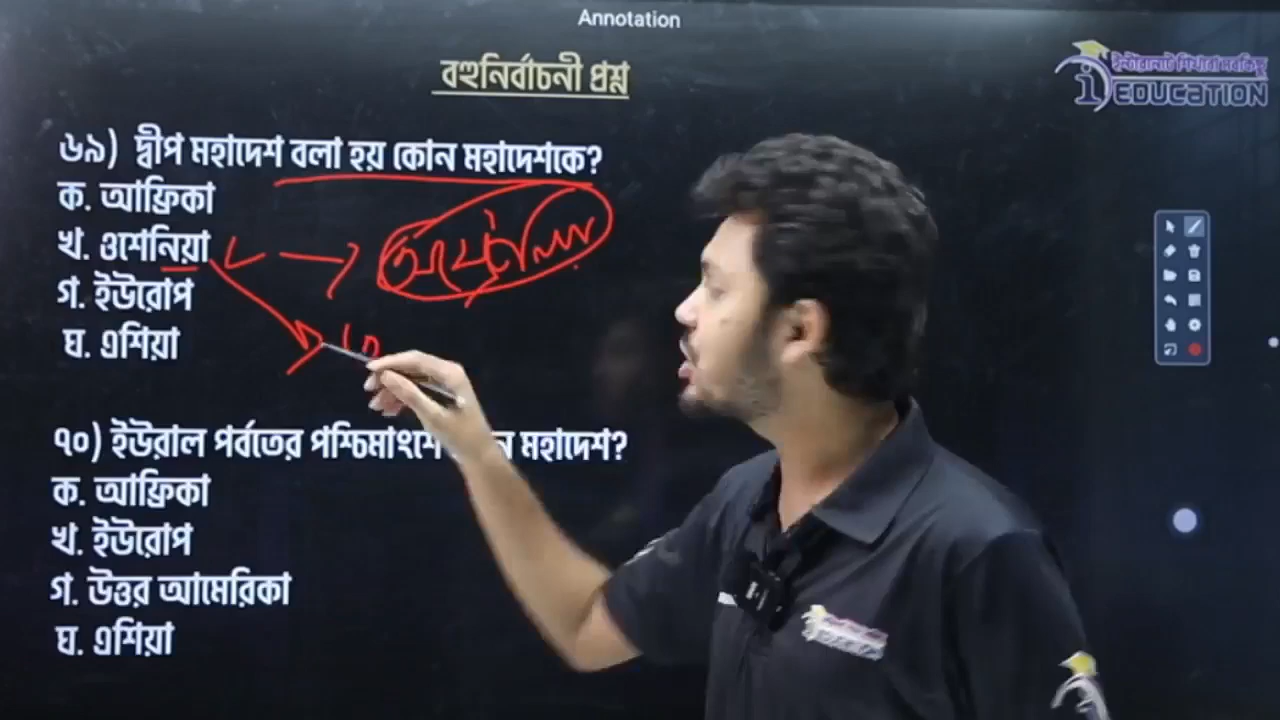 Annotation
বহুনির্বাচনী প্রশ্ন
EDUCATION
৬৯) দ্বীপ মহাদেশ বলা হয় কোন মহাদেশকে?
ক. আফ্রিকা
খ. ওশেনিয়া
গ. ইউরোপ
ঘ. এশিয়া
৭০) ইউরাল পর্বতের পশ্চিমাংশে মহাদেশ?
ক. আফ্রিকা
খ. ইউরোপ
গ. উত্তর আমেরিকা
ঘ. এশিয়া